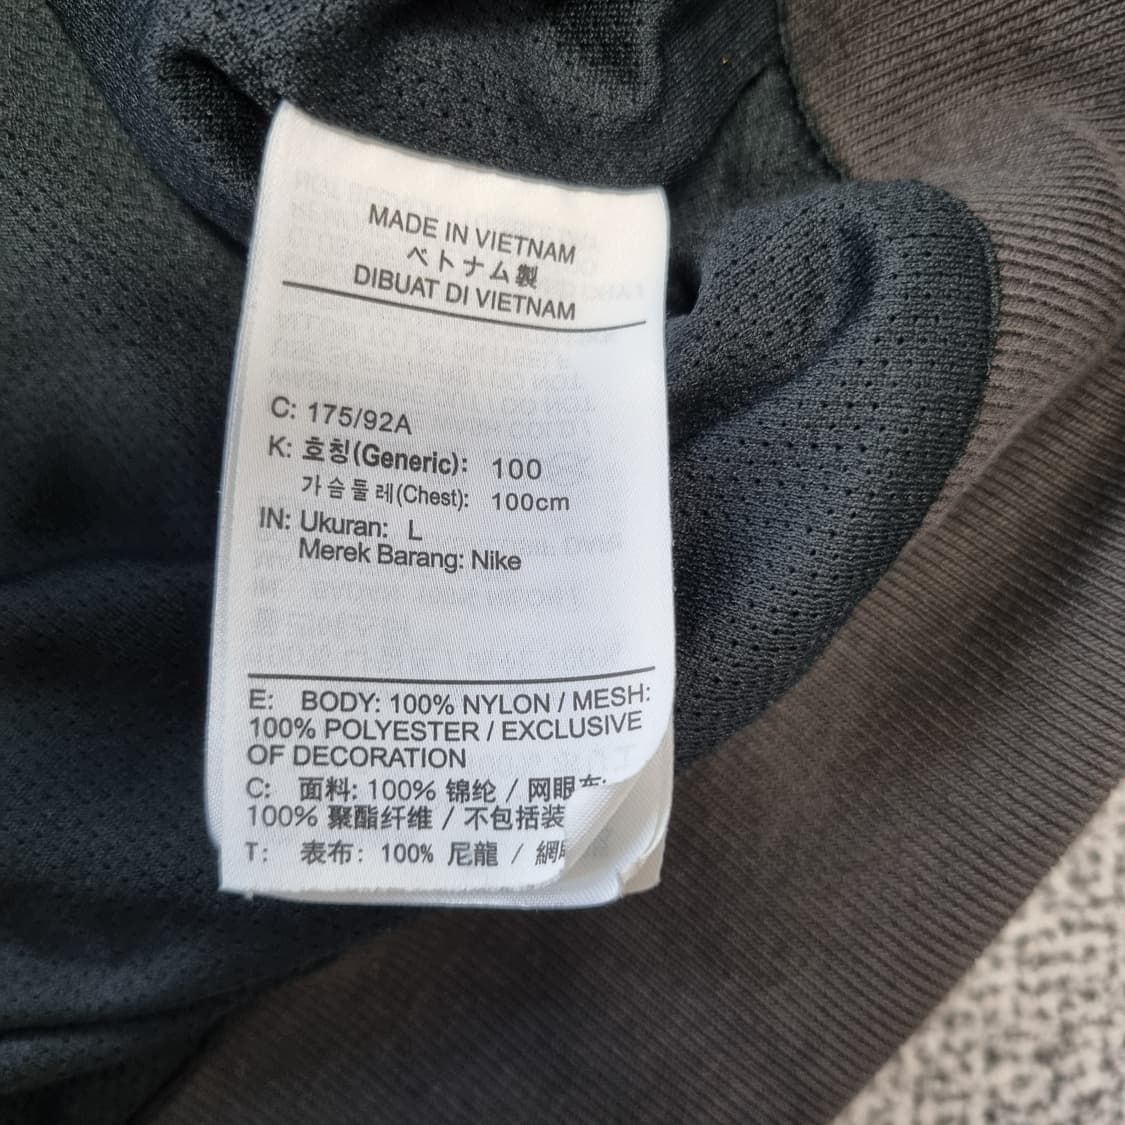 MADE IN VIETNAM
ベトナム製
DIBUAT DI VIETNAM
C: 175/92A
K: 호칭(Generic): 100
가슴둘레(Chest): 100cm
IN: Ukuran: L
Merek Barang: Nike
E: BODY: 100% NYLON / MESH:
100% POLYESTER / EXCLUSIVE
OF DECORATION
C: 面料: 100% 锦纶 / 网眼布:
100% 聚酯纤维 / 不包括装
T: 表布: 100% 尼龍 / 網